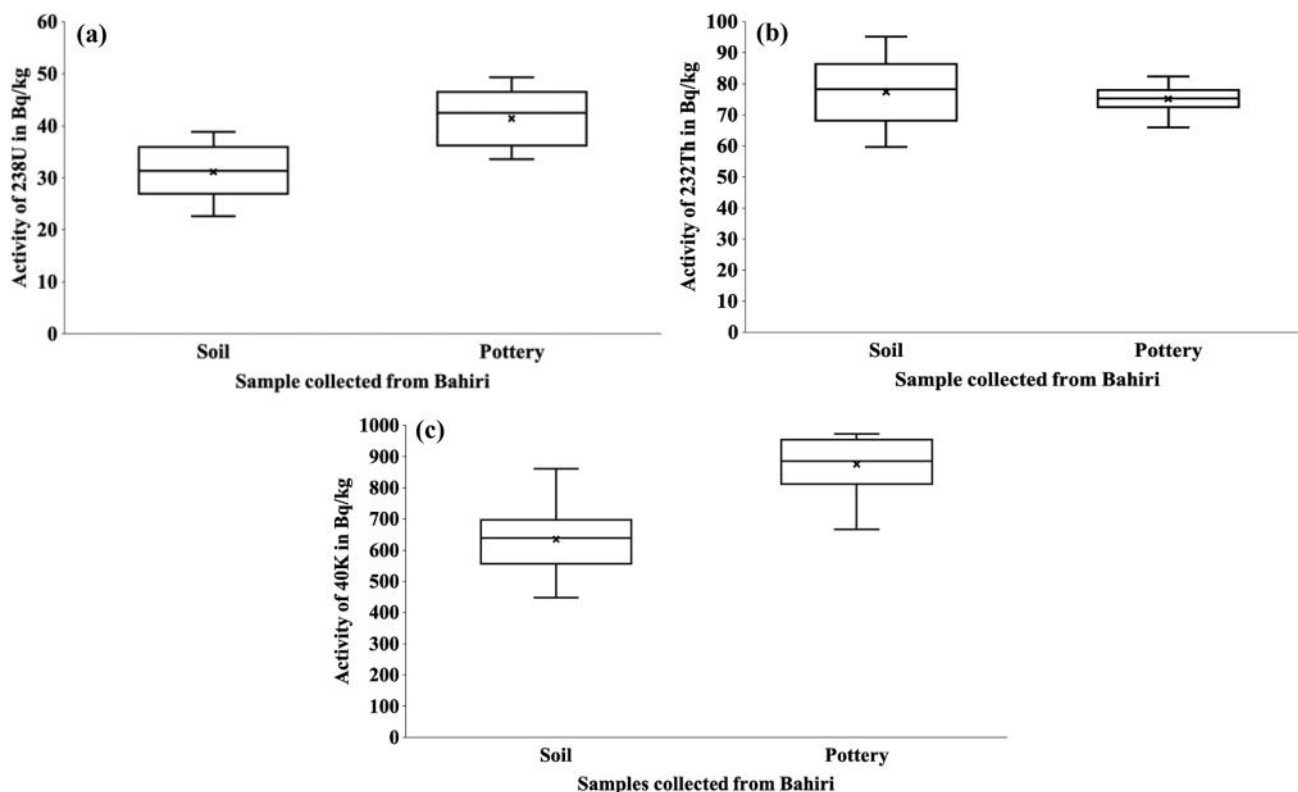 (a)
Activity of 238U in Bq/kg
60
50
40
30
20
10
0
Soil Pottery
Sample collected from Bahiri
(b)
Activity of 232Th in Bq/kg
100
90
80
70
60
50
40
30
20
10
0
Soil Pottery
Sample collected from Bahiri
(c)
Activity of 40K in Bq/kg
1000
900
800
700
600
500
400
300
200
100
0
Soil Pottery
Samples collected from Bahiri